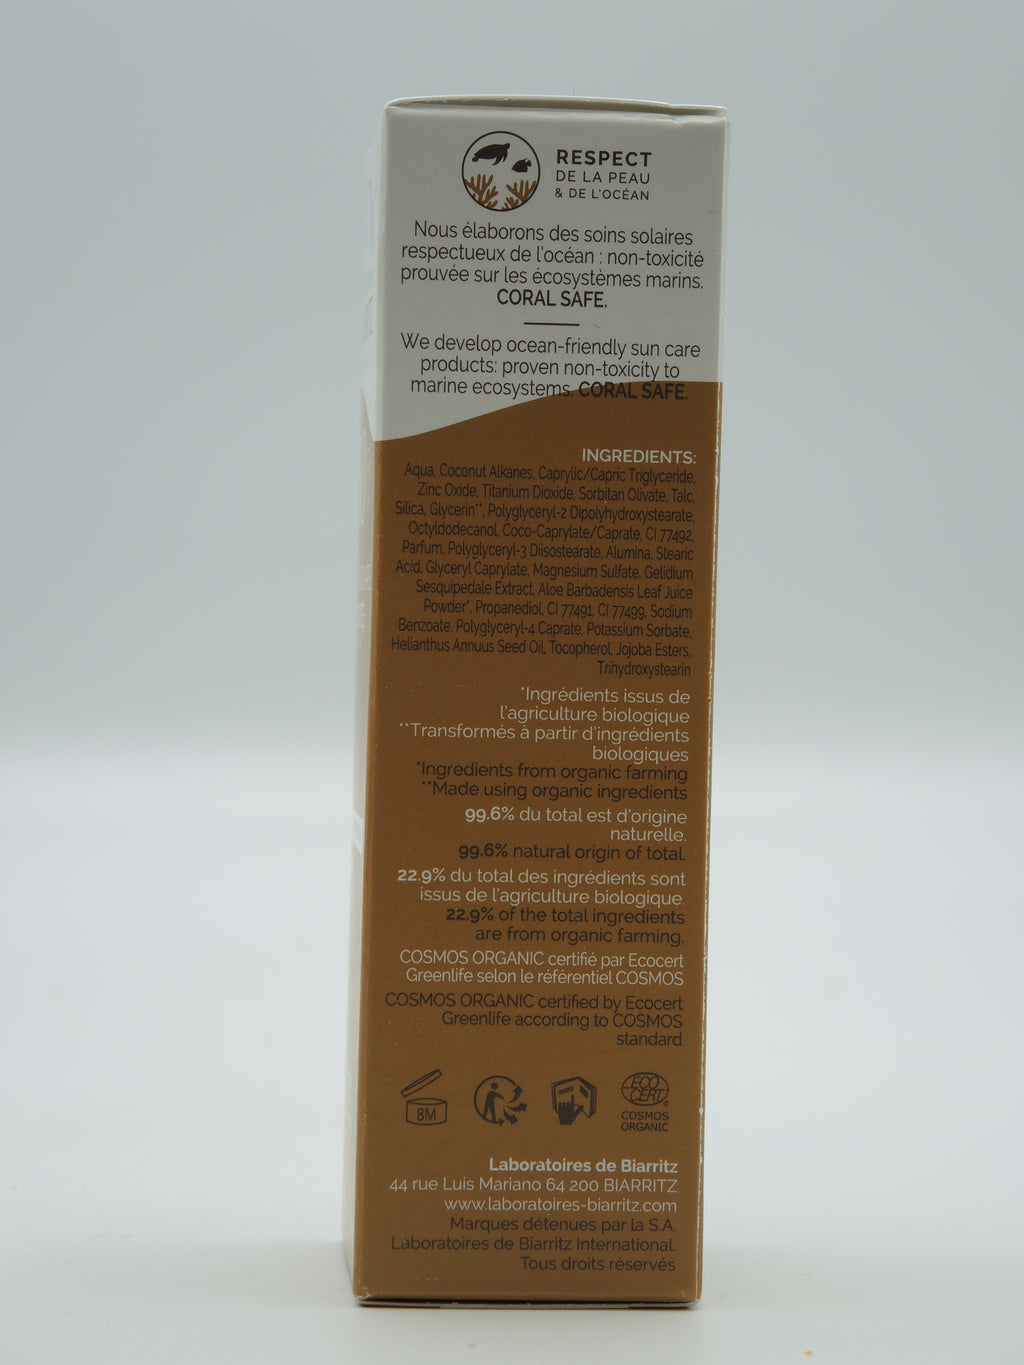 RESPECT
DE LA PEAU
& DE L'OCÉAN
Nous élaborons des soins solaires
respectueux de l'océan : non-toxicité
prouvée sur les écosystèmes marins.
CORAL SAFE.
We develop ocean-friendly sun care
products: proven non-toxicity to
marine ecosystems. CORAL SAFE.
INGREDIENTS:
Aqua, Coconut Alkanes, Caprylic/Capric Triglyceride,
Zinc Oxide, Titanium Dioxide, Sorbitan Olivate, Talc,
Silica, Glycerin**, Polyglyceryl-2 Dipolyhydroxystearate,
Octyldodecanol, Coco-Caprylate/Caprate, CI 77492,
Parfum, Polyglyceryl-3 Diisostearate, Alumina, Stearic
Acid, Glyceryl Caprylate, Magnesium Sulfate, Gelidium
Sesquipedale Extract, Aloe Barbadensis Leaf Juice
Powder*, Propanediol, CI 77491, CI 77499, Sodium
Benzoate, Polyglyceryl-4 Caprate, Potassium Sorbate,
Helianthus Annuus Seed Oil, Tocopherol, Jojoba Esters,
Trihydroxystearin
*Ingrédients issus de
l'agriculture biologique
**Transformés à partir d'ingrédients
biologiques
*Ingredients from organic farming
**Made using organic ingredients
99.6% du total est d'origine
naturelle.
99.6% natural origin of total.
22.9% du total des ingrédients sont
issus de l'agriculture biologique.
22.9% of the total ingredients
are from organic farming.
COSMOS ORGANIC certifié par Ecocert
Greenlife selon le référentiel COSMOS
COSMOS ORGANIC certified by Ecocert
Greenlife according to COSMOS
standard
8M
ECO
CERT®
COSMOS
ORGANIC
Laboratoires de Biarritz
44 rue Luis Mariano 64 200 BIARRITZ
www.laboratoires-biarritz.com
Marques détenues par la S.A.
Laboratoires de Biarritz International.
Tous droits réservés